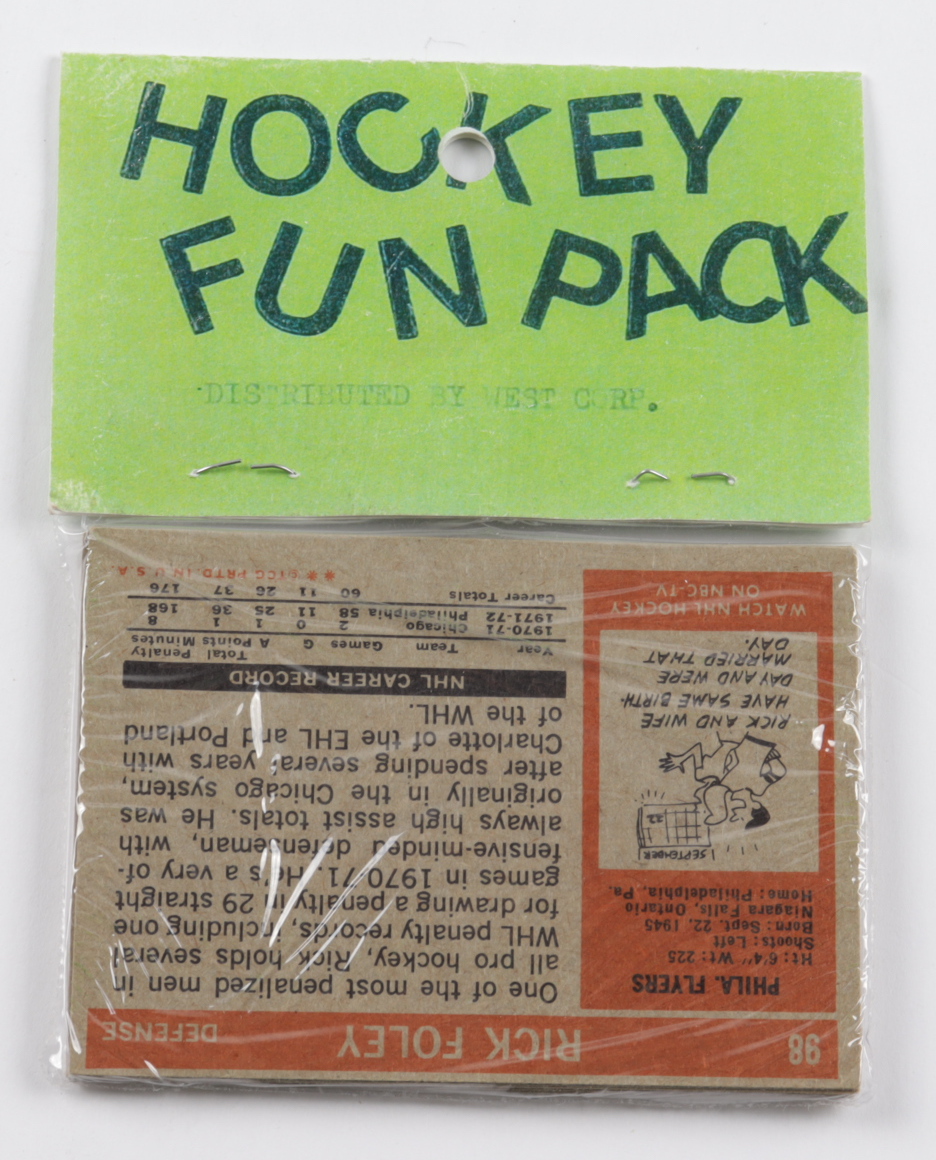 HOCKEY
FUN PACK
DISTRIBUTED BY WEST CORP.
98 RICK FOLEY DEFENSE
PHILA. FLYERS
Ht: 6'4" Wt: 225
Shoots: Left
Born: Sept. 22, 1945
Niagara Falls, Ontario
Home: Philadelphia, Pa.
SEPTEMBER 1
22
RICK AND WIFE
HAVE SAME BIRTH-
DAY AND WERE
MARRIED THAT
DAY.
WATCH NHL HOCKEY
ON NBC-TV
One of the most penalized men in
all pro hockey, Rick, holds several
WHL penalty records, including one
for drawing a penalty in 29 straight
games in 1970-71. He's a very of-
fensive-minded defenseman, with
always high assist totals. He was
originally in the Chicago system,
after spending several years with
Charlotte of the EHL and Portland
of the WHL.
NHL CAREER RECORD
Year Team Games G A Total Points Penalty Minutes
1970-71 Chicago 2 0 1 1 8
1971-72 Philadelphia 58 11 25 36 168
Career Totals 60 11 26 37 176
** ©TCG PRTD. IN U.S.A.